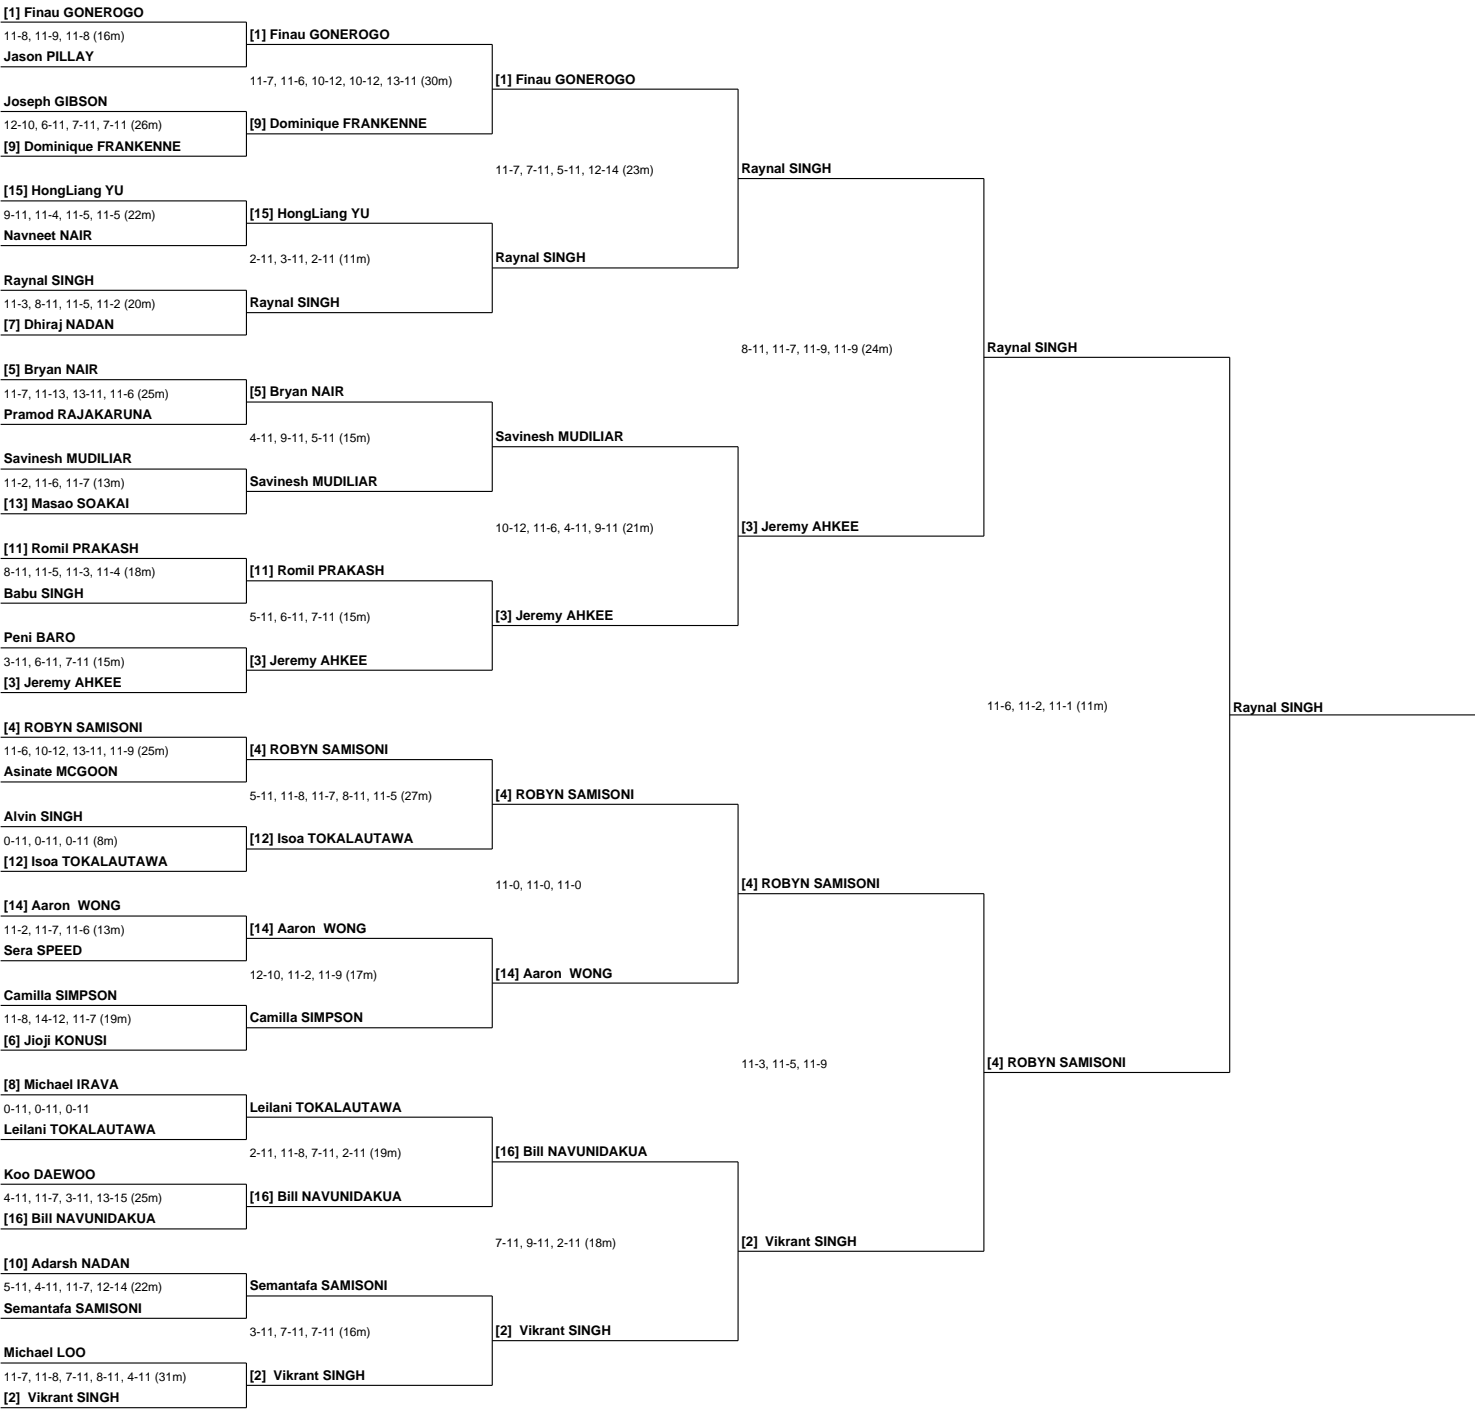 [1] Finau GONEROGO
11-8, 11-9, 11-8 (16m)
Jason PILLAY
Joseph GIBSON
12-10, 6-11, 7-11, 7-11 (26m)
[9] Dominique FRANKENNE
[15] HongLiang YU
9-11, 11-4, 11-5, 11-5 (22m)
Navneet NAIR
Raynal SINGH
11-3, 8-11, 11-5, 11-2 (20m)
[7] Dhiraj NADAN
[5] Bryan NAIR
11-7, 11-13, 13-11, 11-6 (25m)
Pramod RAJAKARUNA
Savinesh MUDILIAR
11-2, 11-6, 11-7 (13m)
[13] Masao SOAKAI
[11] Romil PRAKASH
8-11, 11-5, 11-3, 11-4 (18m)
Babu SINGH
Peni BARO
3-11, 6-11, 7-11 (15m)
[3] Jeremy AHKEE
[4] ROBYN SAMISONI
11-6, 10-12, 13-11, 11-9 (25m)
Asinate MCGOON
Alvin SINGH
0-11, 0-11, 0-11 (8m)
[12] Isoa TOKALAUTAWA
[14] Aaron  WONG
11-2, 11-7, 11-6 (13m)
Sera SPEED
Camilla SIMPSON
11-8, 14-12, 11-7 (19m)
[6] Jioji KONUSI
[8] Michael IRAVA
0-11, 0-11, 0-11
Leilani TOKALAUTAWA
Koo DAEWOO
4-11, 11-7, 3-11, 13-15 (25m)
[16] Bill NAVUNIDAKUA
[10] Adarsh NADAN
5-11, 4-11, 11-7, 12-14 (22m)
Semantafa SAMISONI
Michael LOO
11-7, 11-8, 7-11, 8-11, 4-11 (31m)
[2]  Vikrant SINGH
[1] Finau GONEROGO
11-7, 11-6, 10-12, 10-12, 13-11 (30m)
[9] Dominique FRANKENNE
[15] HongLiang YU
2-11, 3-11, 2-11 (11m)
Raynal SINGH
[5] Bryan NAIR
4-11, 9-11, 5-11 (15m)
Savinesh MUDILIAR
[11] Romil PRAKASH
5-11, 6-11, 7-11 (15m)
[3] Jeremy AHKEE
[4] ROBYN SAMISONI
5-11, 11-8, 11-7, 8-11, 11-5 (27m)
[12] Isoa TOKALAUTAWA
[14] Aaron  WONG
12-10, 11-2, 11-9 (17m)
Camilla SIMPSON
Leilani TOKALAUTAWA
2-11, 11-8, 7-11, 2-11 (19m)
[16] Bill NAVUNIDAKUA
Semantafa SAMISONI
3-11, 7-11, 7-11 (16m)
[2]  Vikrant SINGH
[1] Finau GONEROGO
11-7, 7-11, 5-11, 12-14 (23m)
Raynal SINGH
Savinesh MUDILIAR
10-12, 11-6, 4-11, 9-11 (21m)
[3] Jeremy AHKEE
[4] ROBYN SAMISONI
11-0, 11-0, 11-0
[14] Aaron  WONG
[16] Bill NAVUNIDAKUA
7-11, 9-11, 2-11 (18m)
[2]  Vikrant SINGH
Raynal SINGH
8-11, 11-7, 11-9, 11-9 (24m)
[3] Jeremy AHKEE
[4] ROBYN SAMISONI
11-3, 11-5, 11-9
[2]  Vikrant SINGH
Raynal SINGH
11-6, 11-2, 11-1 (11m)
[4] ROBYN SAMISONI
Raynal SINGH